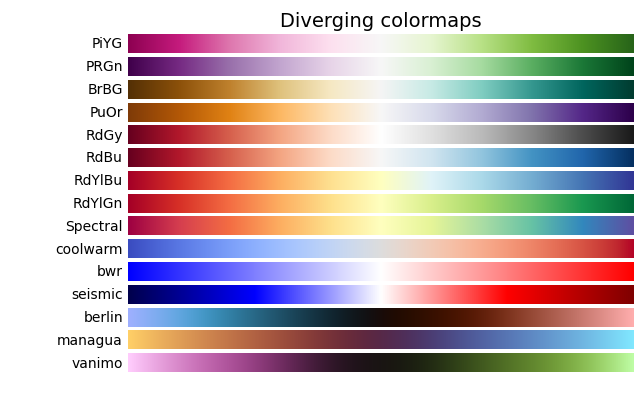 Diverging colormaps
PiYG
PRGn
BrBG
PuOr
RdGy
RdBu
RdYlBu
RdYlGn
Spectral
coolwarm
bwr
seismic
berlin
managua
vanimo